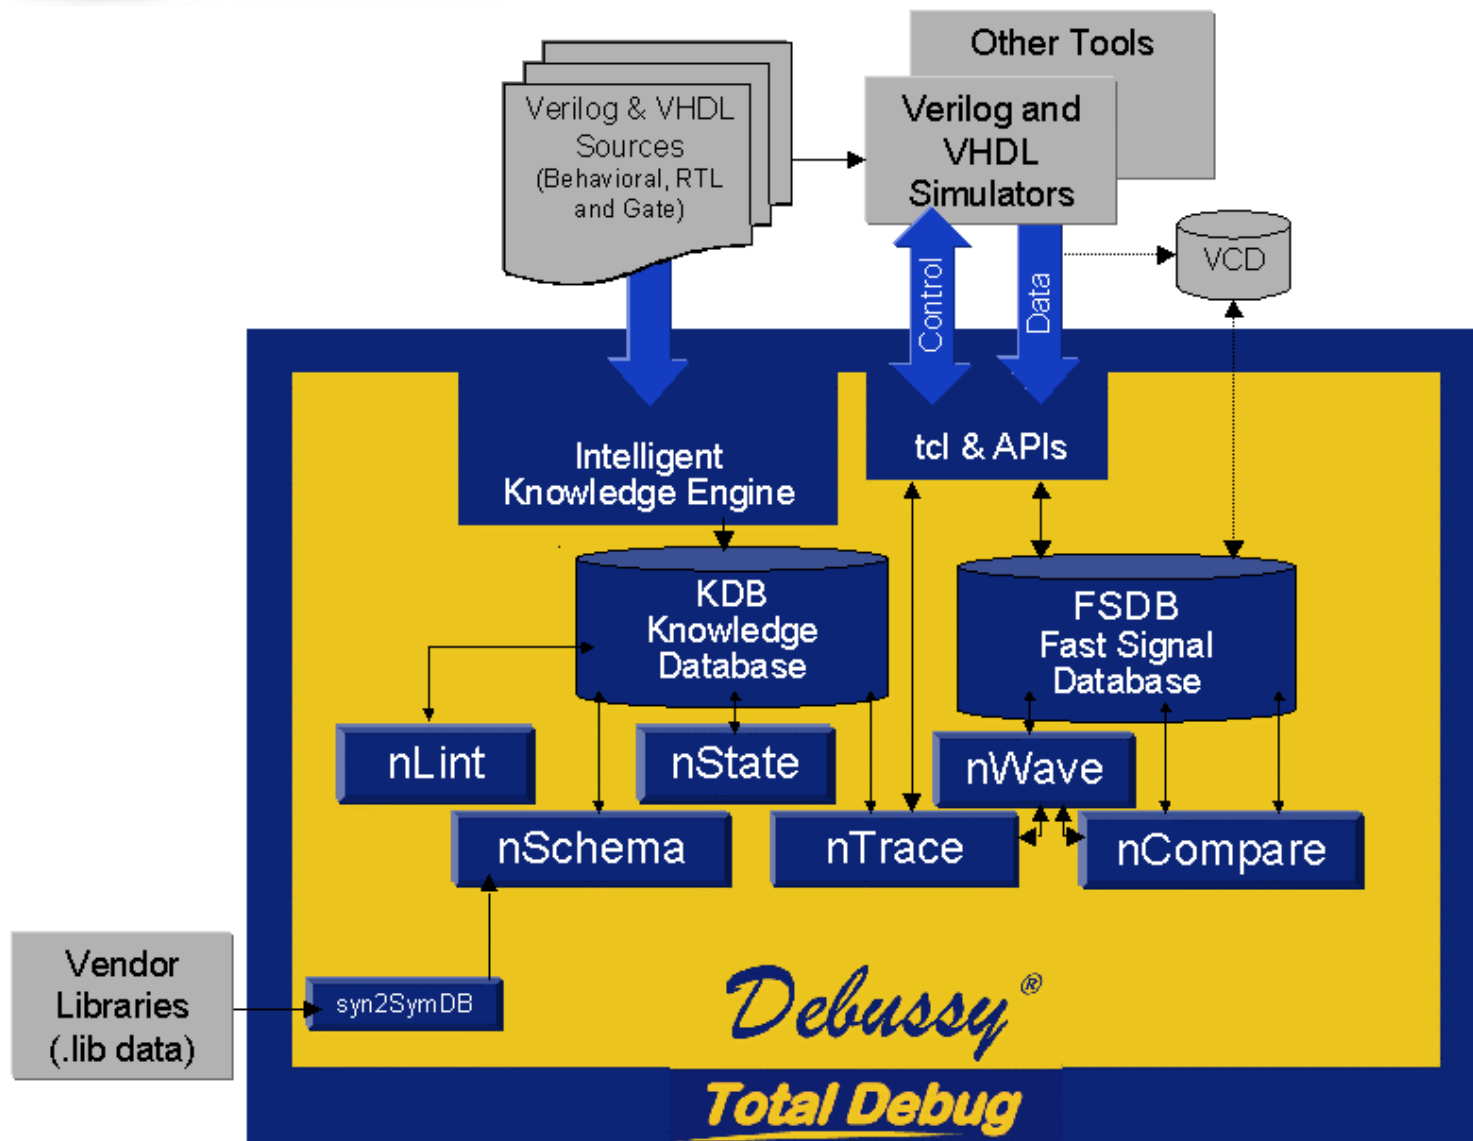 Other Tools
Verilog & VHDL
Sources
(Behavioral, RTL
and Gate)
Verilog and
VHDL
Simulators
VCD
Control
Data
Intelligent
Knowledge Engine
tcl & APIs
KDB
Knowledge
Database
FSDB
Fast Signal
Database
nLint
nState
nWave
nSchema
nTrace
nCompare
Vendor
Libraries
(.lib data)
syn2SymDB
Debussy®
Total Debug